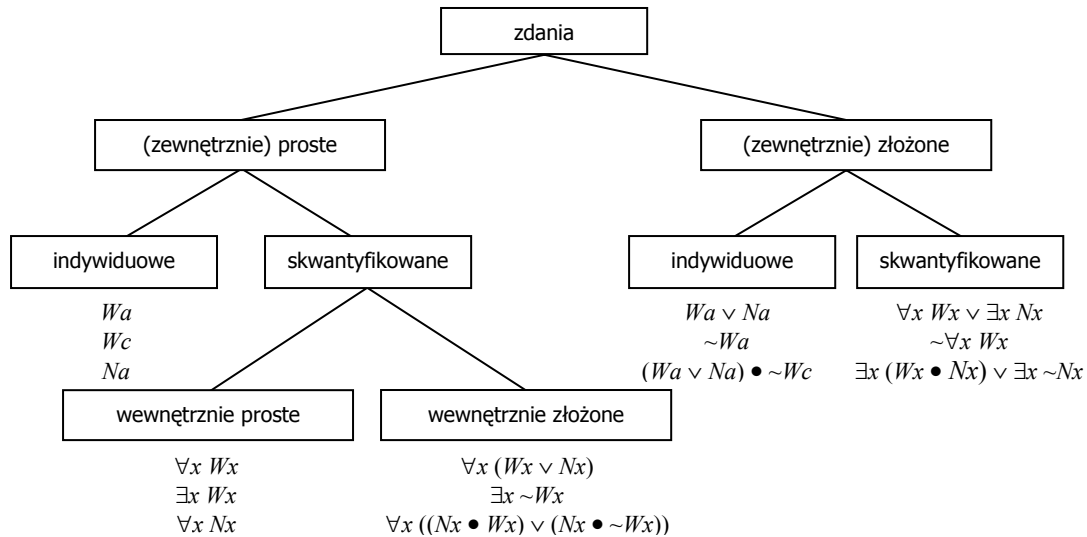 zdania
(zewnętrznie) proste
(zewnętrznie) złożone
indywiduowe
skwantyfikowane
indywiduowe
skwantyfikowane
Wa
Wc
Na
Wa ∨ Na
~Wa
(Wa ∨ Na) • ~Wc
∀x Wx ∨ ∃x Nx
~∀x Wx
∃x (Wx • Nx) ∨ ∃x ~Nx
wewnętrznie proste
wewnętrznie złożone
∀x Wx
∃x Wx
∀x Nx
∀x (Wx ∨ Nx)
∃x ~Wx
∀x ((Nx • Wx) ∨ (Nx • ~Wx))